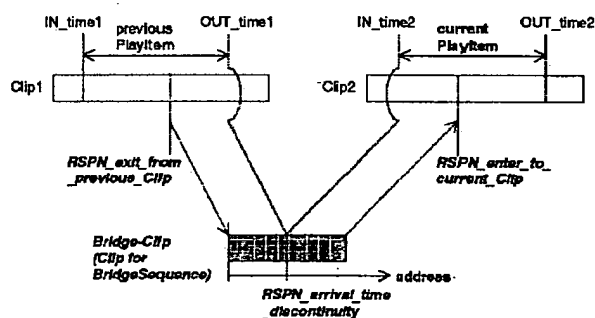 IN_time1
previous
PlayItem
OUT_time1
IN_time2
current
PlayItem
OUT_time2
Clip1
Clip2
RSPN_exit_from
_previous_Clip
RSPN_enter_to_
current_Clip
Bridge-Clip
(Clip for
BridgeSequence)
address
RSPN_arrival_time
_discontinuity